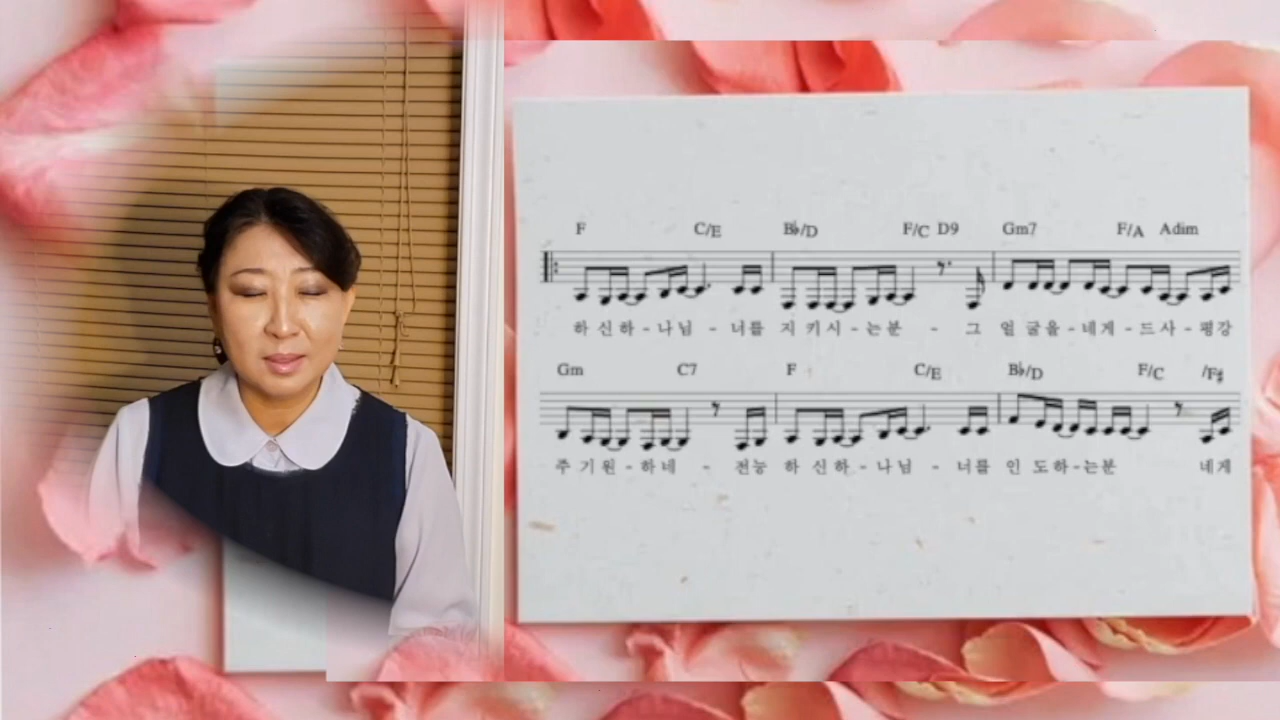 F C/E B♭/D F/C D9 Gm7 F/A Adim
하 신 하 - 나 님 - 너를 지 키 시 - 는 분 - 그 얼 굴을 - 네게 - 드 사 - 평강
Gm C7 F C/E B♭/D F/C /F♯
주 기 원 - 하 네 - 전능 하 신 하 - 나 님 - 너를 인 도 하 - 는분 네게